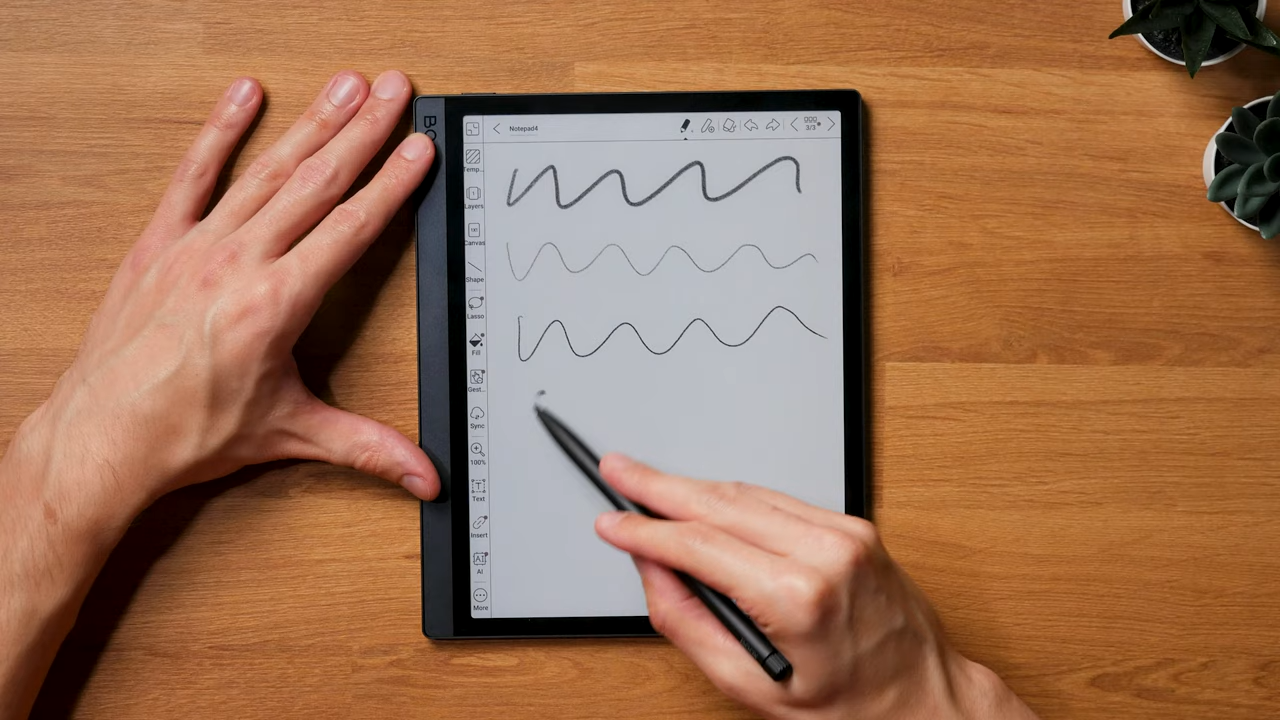 Notepad4
3/3
Temp..
Layers
Canvas
Shape
Lasso
Fill
Gest..
Sync
100%
Text
Insert
AI
More